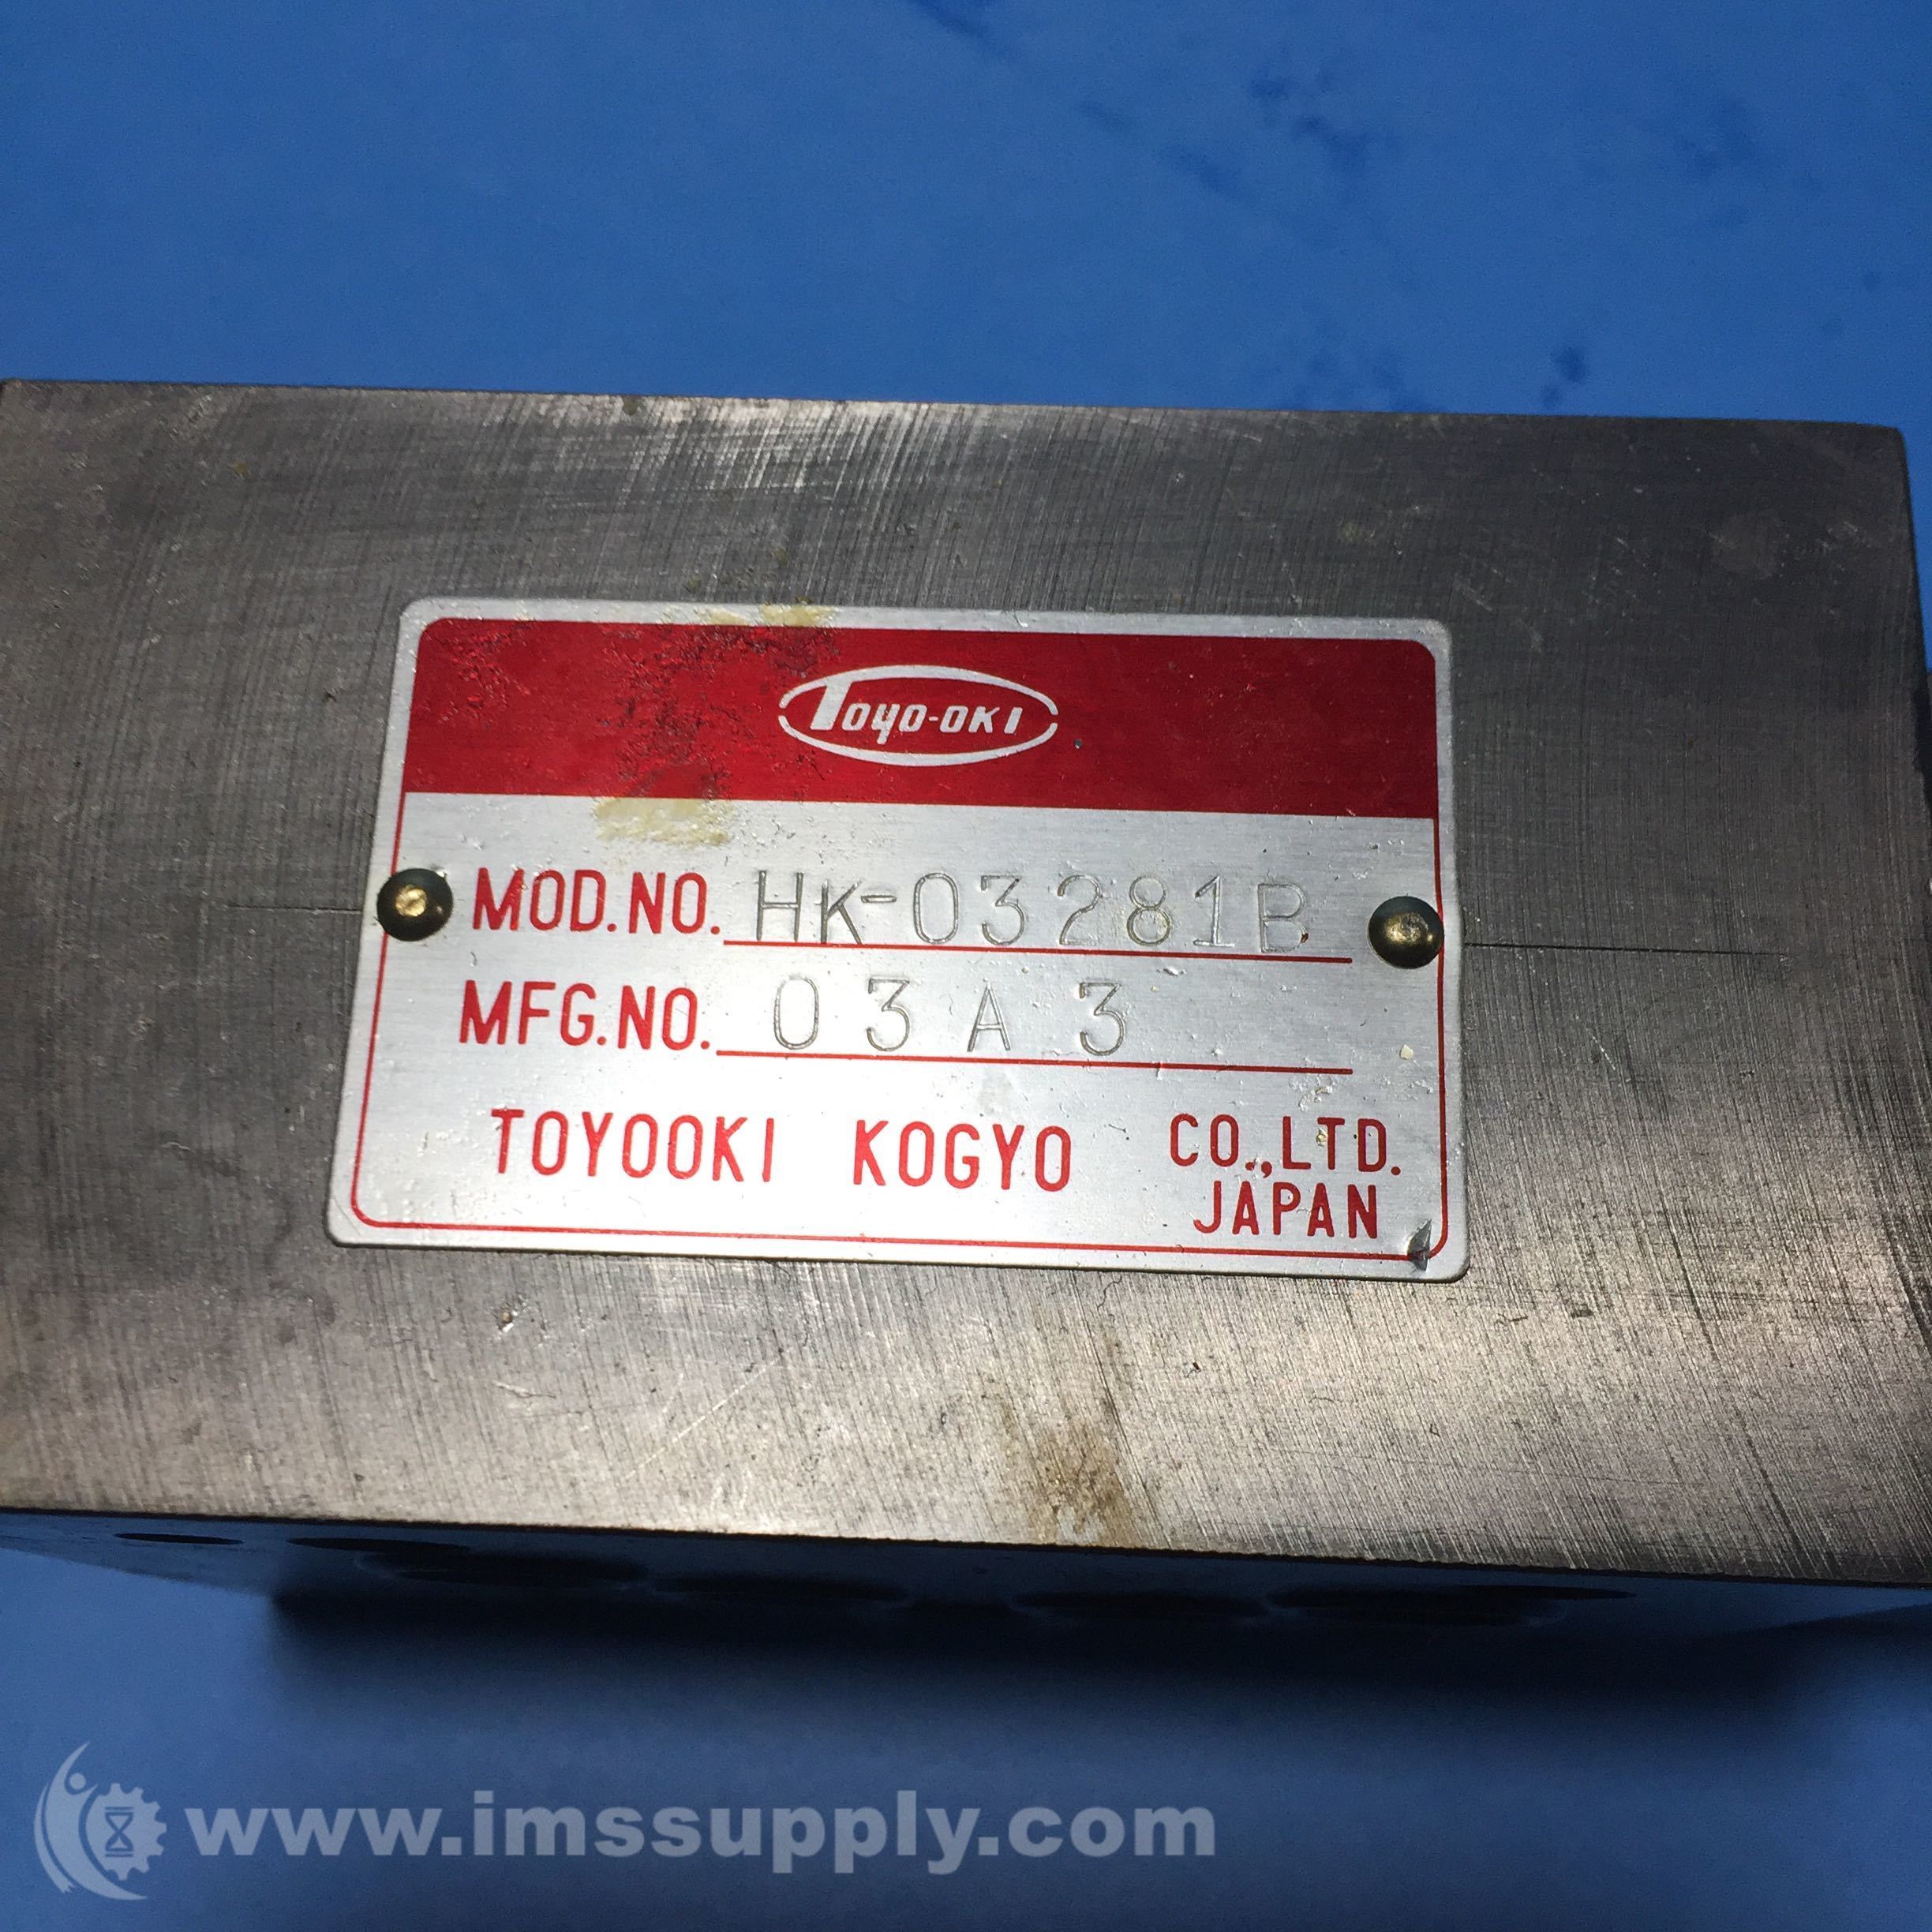 TOYO-OKI
MOD.NO. HK-03281B
MFG.NO. 03A3
TOYOOKI KOGYO CO.,LTD.
JAPAN
www.imssupply.com